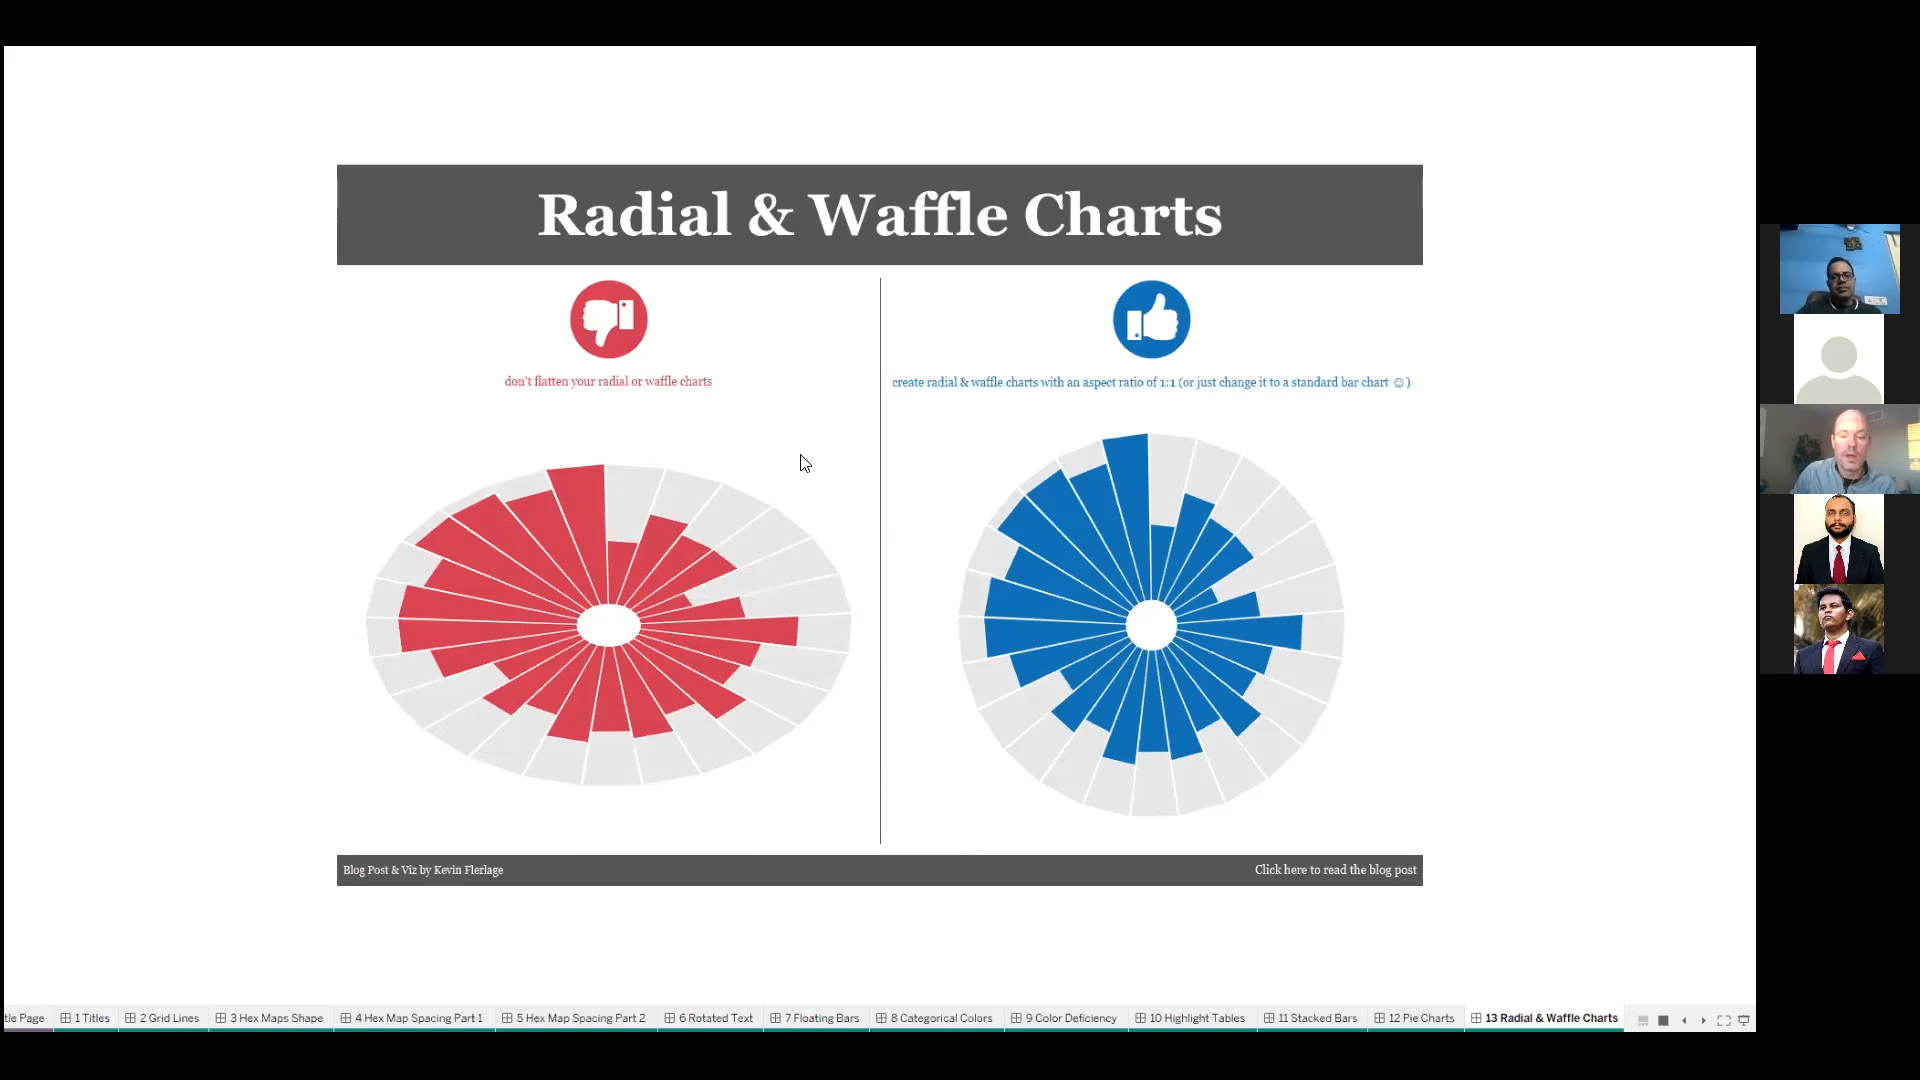 Radial & Waffle Charts
don't flatten your radial or waffle charts
create radial & waffle charts with an aspect ratio of 1:1 (or just change it to a standard bar chart ☺)
Blog Post & Viz by Kevin Flerlage
Click here to read the blog post
tle Page 1 Titles 2 Grid Lines 3 Hex Maps Shape 4 Hex Map Spacing Part 1 5 Hex Map Spacing Part 2 6 Rotated Text 7 Floating Bars 8 Categorical Colors 9 Color Deficiency 10 Highlight Tables 11 Stacked Bars 12 Pie Charts 13 Radial & Waffle Charts